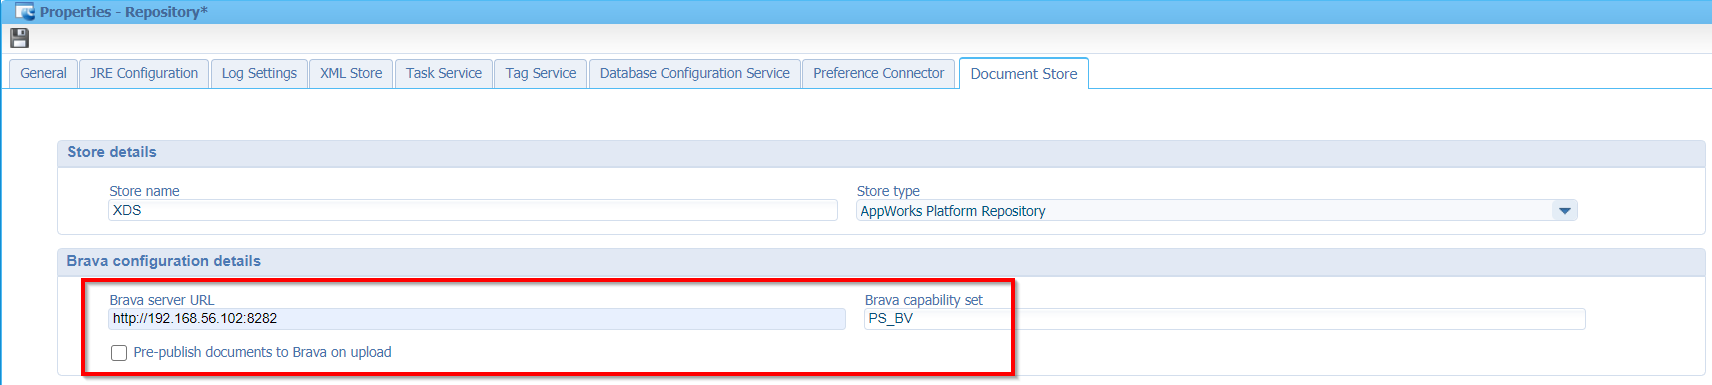 Properties - Repository*
General JRE Configuration Log Settings XML Store Task Service Tag Service Database Configuration Service Preference Connector Document Store
Store details
Store name Store type
XDS AppWorks Platform Repository
Brava configuration details
Brava server URL Brava capability set
http://192.168.56.102:8282 PS_BV
Pre-publish documents to Brava on upload